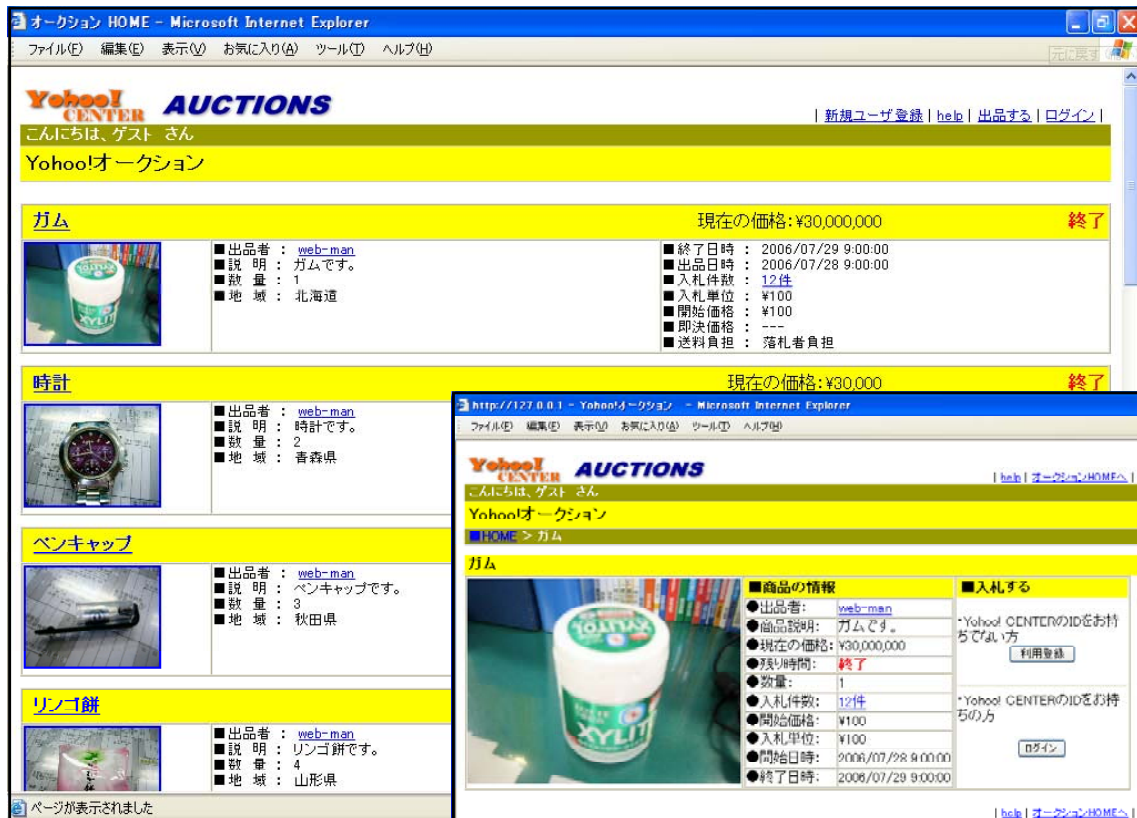 オークション HOME - Microsoft Internet Explorer
ファイル(F) 編集(E) 表示(V) お気に入り(A) ツール(T) ヘルプ(H)
元に戻す
Yohoo! CENTER AUCTIONS
| 新規ユーザ登録 | help | 出品する | ログイン |
こんにちは、ゲスト さん
Yohoo!オークション
ガム 現在の価格:¥30,000,000 終了
■出品者 : web-man
■説 明 : ガムです。
■数 量 : 1
■地 域 : 北海道
■終了日時 : 2006/07/29 9:00:00
■出品日時 : 2006/07/28 9:00:00
■入札件数 : 12件
■入札単位 : ¥100
■開始価格 : ¥100
■即決価格 : ---
■送料負担 : 落札者負担
XYLIT
時計 現在の価格:¥30,000 終了
■出品者 : web-man
■説 明 : 時計です。
■数 量 : 2
■地 域 : 青森県
ペンキャップ
■出品者 : web-man
■説 明 : ペンキャップです。
■数 量 : 3
■地 域 : 秋田県
リンゴ餅
■出品者 : web-man
■説 明 : リンゴ餅です。
■数 量 : 4
■地 域 : 山形県
ページが表示されました
http://127.0.0.1 - Yohoo!オークション - Microsoft Internet Explorer
ファイル(F) 編集(E) 表示(V) お気に入り(A) ツール(T) ヘルプ(H)
Yohoo! CENTER AUCTIONS
| help | オークションHOMEへ |
こんにちは、ゲスト さん
Yohoo!オークション
■HOME > ガム
ガム
XYLIT
■商品の情報
●出品者: web-man
●商品説明: ガムです。
●現在の価格: ¥30,000,000
●残り時間: 終了
●数量: 1
●入札件数: 12件
●開始価格: ¥100
●入札単位: ¥100
●開始日時: 2006/07/28 9:00:00
●終了日時: 2006/07/29 9:00:00
■入札する
・Yohoo! CENTERのIDをお持
ちでない方
利用登録
・Yohoo! CENTERのIDをお持
ちの方
ログイン
| help | オークションHOMEへ |